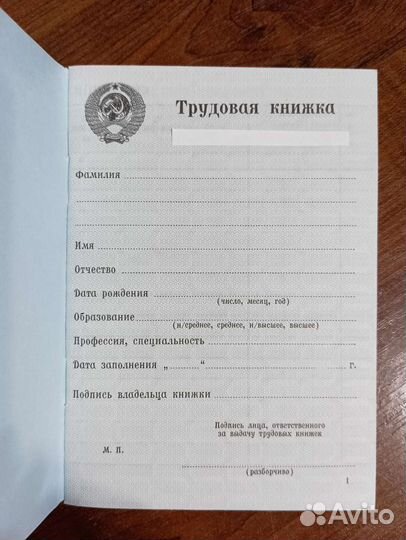 Трудовая книжка
Фамилия
Имя
Отчество
Дата рождения
(число, месяц, год)
Образование
(н/среднее, среднее, н/высшее, высшее)
Профессия, специальность
Дата заполнения „ “ г.
Подпись владельца книжки
Подпись лица, ответственного
за выдачу трудовых книжек
М. П.
(разборчиво)
1
Avito